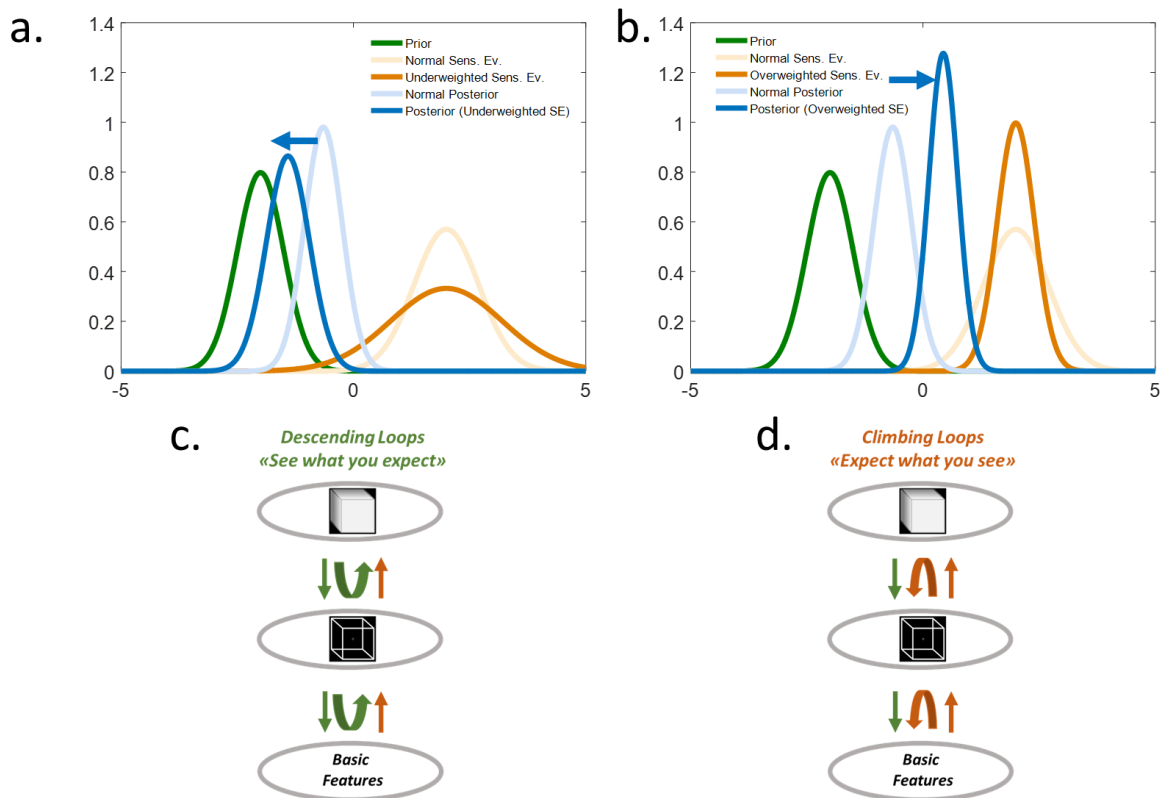 a.
1.4
1.2
1
0.8
0.6
0.4
0.2
0
-5
0
5
Prior
Normal Sens. Ev.
Underweighted Sens. Ev.
Normal Posterior
Posterior (Underweighted SE)
b.
1.4
1.2
1
0.8
0.6
0.4
0.2
0
-5
0
5
Prior
Normal Sens. Ev.
Overweighted Sens. Ev.
Normal Posterior
Posterior (Overweighted SE)
c.
Descending Loops
«See what you expect»
Basic
Features
d.
Climbing Loops
«Expect what you see»
Basic
Features